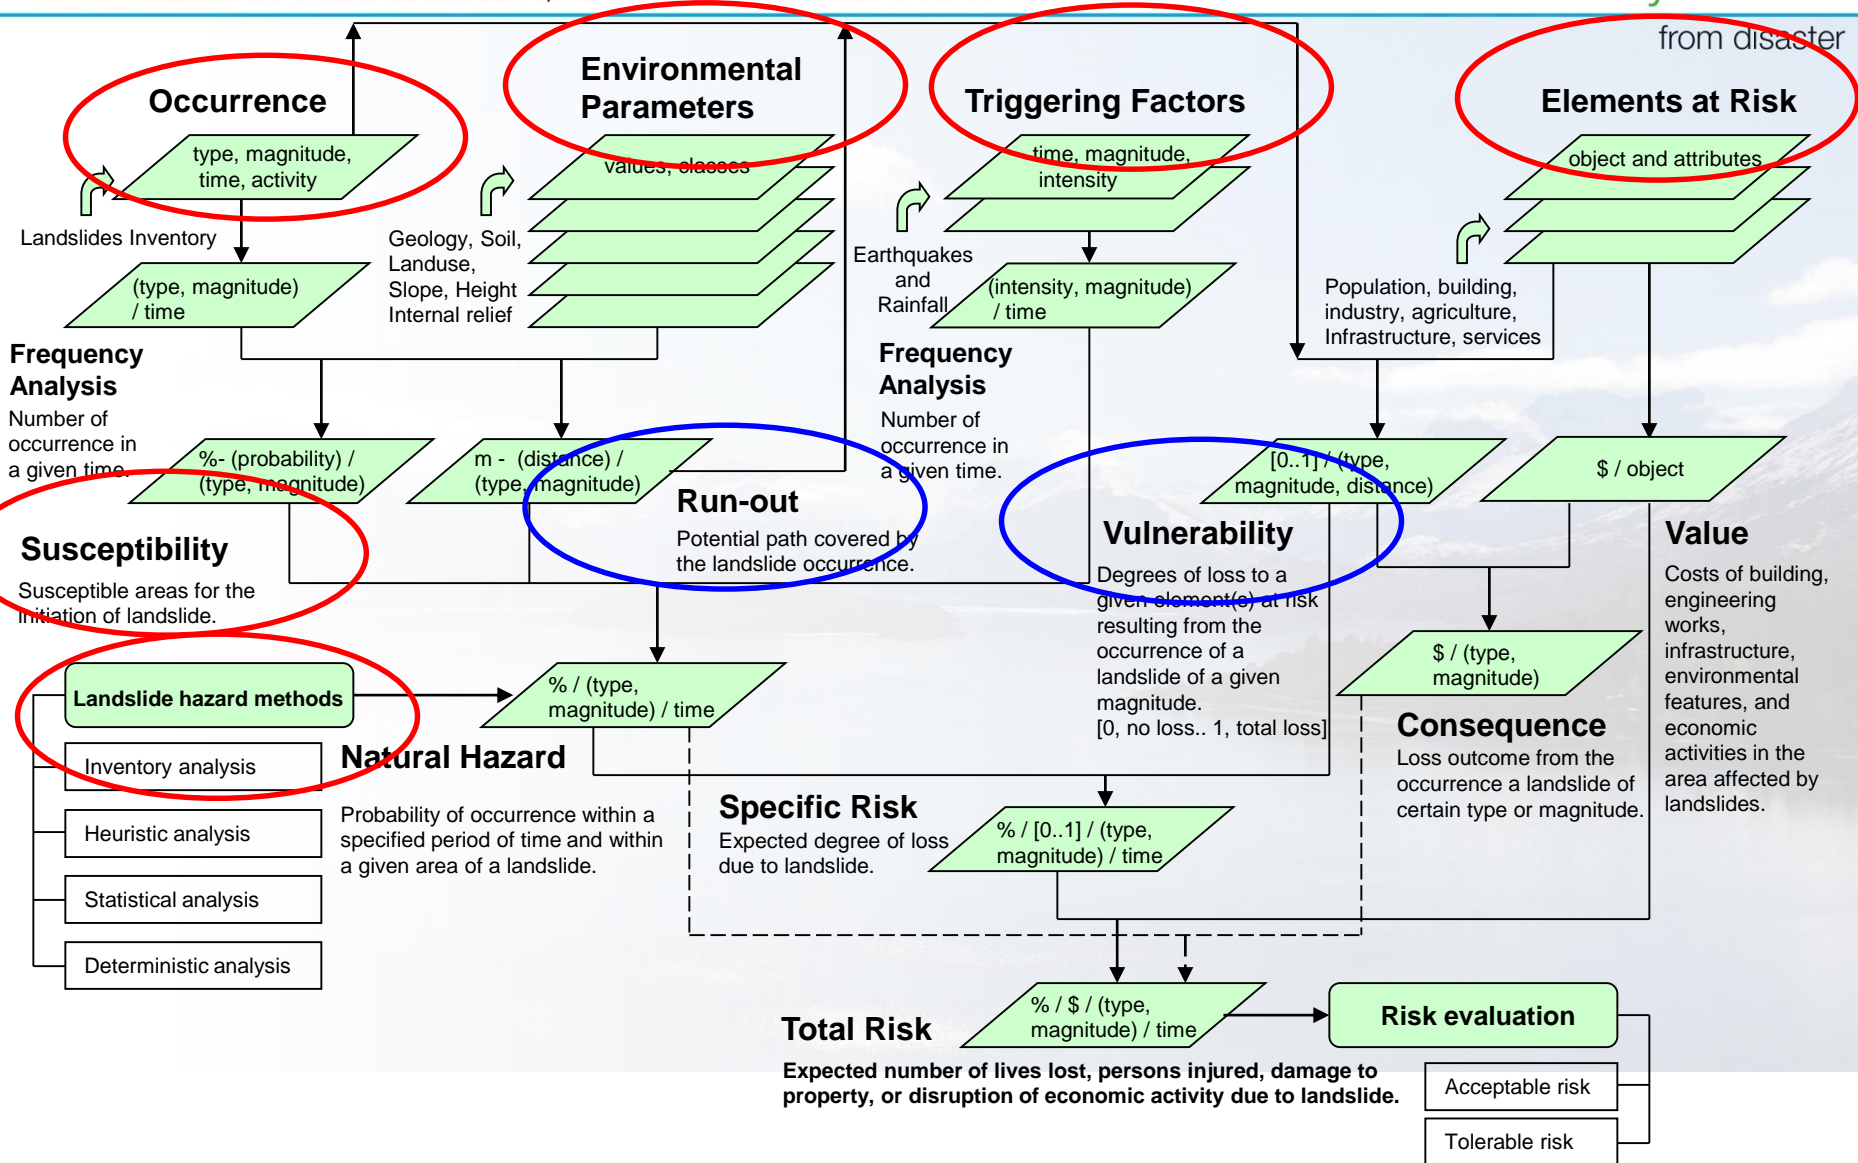 from disaster
Occurrence
Environmental
Parameters
Triggering Factors
Elements at Risk
type, magnitude,
time, activity
values, classes
time, magnitude,
intensity
object and attributes
Landslides Inventory
Geology, Soil,
Landuse,
Slope, Height
Internal relief
Earthquakes
and
Rainfall
Population, building,
industry, agriculture,
Infrastructure, services
(type, magnitude)
/ time
(intensity, magnitude)
/ time
Frequency
Analysis
Number of
occurrence in
a given time.
Frequency
Analysis
Number of
occurrence in
a given time.
%- (probability) /
(type, magnitude)
m - (distance) /
(type, magnitude)
[0..1] / (type,
magnitude, distance)
$ / object
Susceptibility
Susceptible areas for the
initiation of landslide.
Run-out
Potential path covered by
the landslide occurrence.
Vulnerability
Degrees of loss to a
given element(s) at risk
resulting from the
occurrence of a
landslide of a given
magnitude.
[0, no loss.. 1, total loss]
Value
Costs of building,
engineering
works,
infrastructure,
environmental
features, and
economic
activities in the
area affected by
landslides.
$ / (type,
magnitude)
Consequence
Loss outcome from the
occurrence a landslide of
certain type or magnitude.
Landslide hazard methods
Inventory analysis
Heuristic analysis
Statistical analysis
Deterministic analysis
% / (type,
magnitude) / time
Natural Hazard
Probability of occurrence within a
specified period of time and within
a given area of a landslide.
Specific Risk
Expected degree of loss
due to landslide.
% / [0..1] / (type,
magnitude) / time
Total Risk
% / $ / (type,
magnitude) / time
Expected number of lives lost, persons injured, damage to
property, or disruption of economic activity due to landslide.
Risk evaluation
Acceptable risk
Tolerable risk